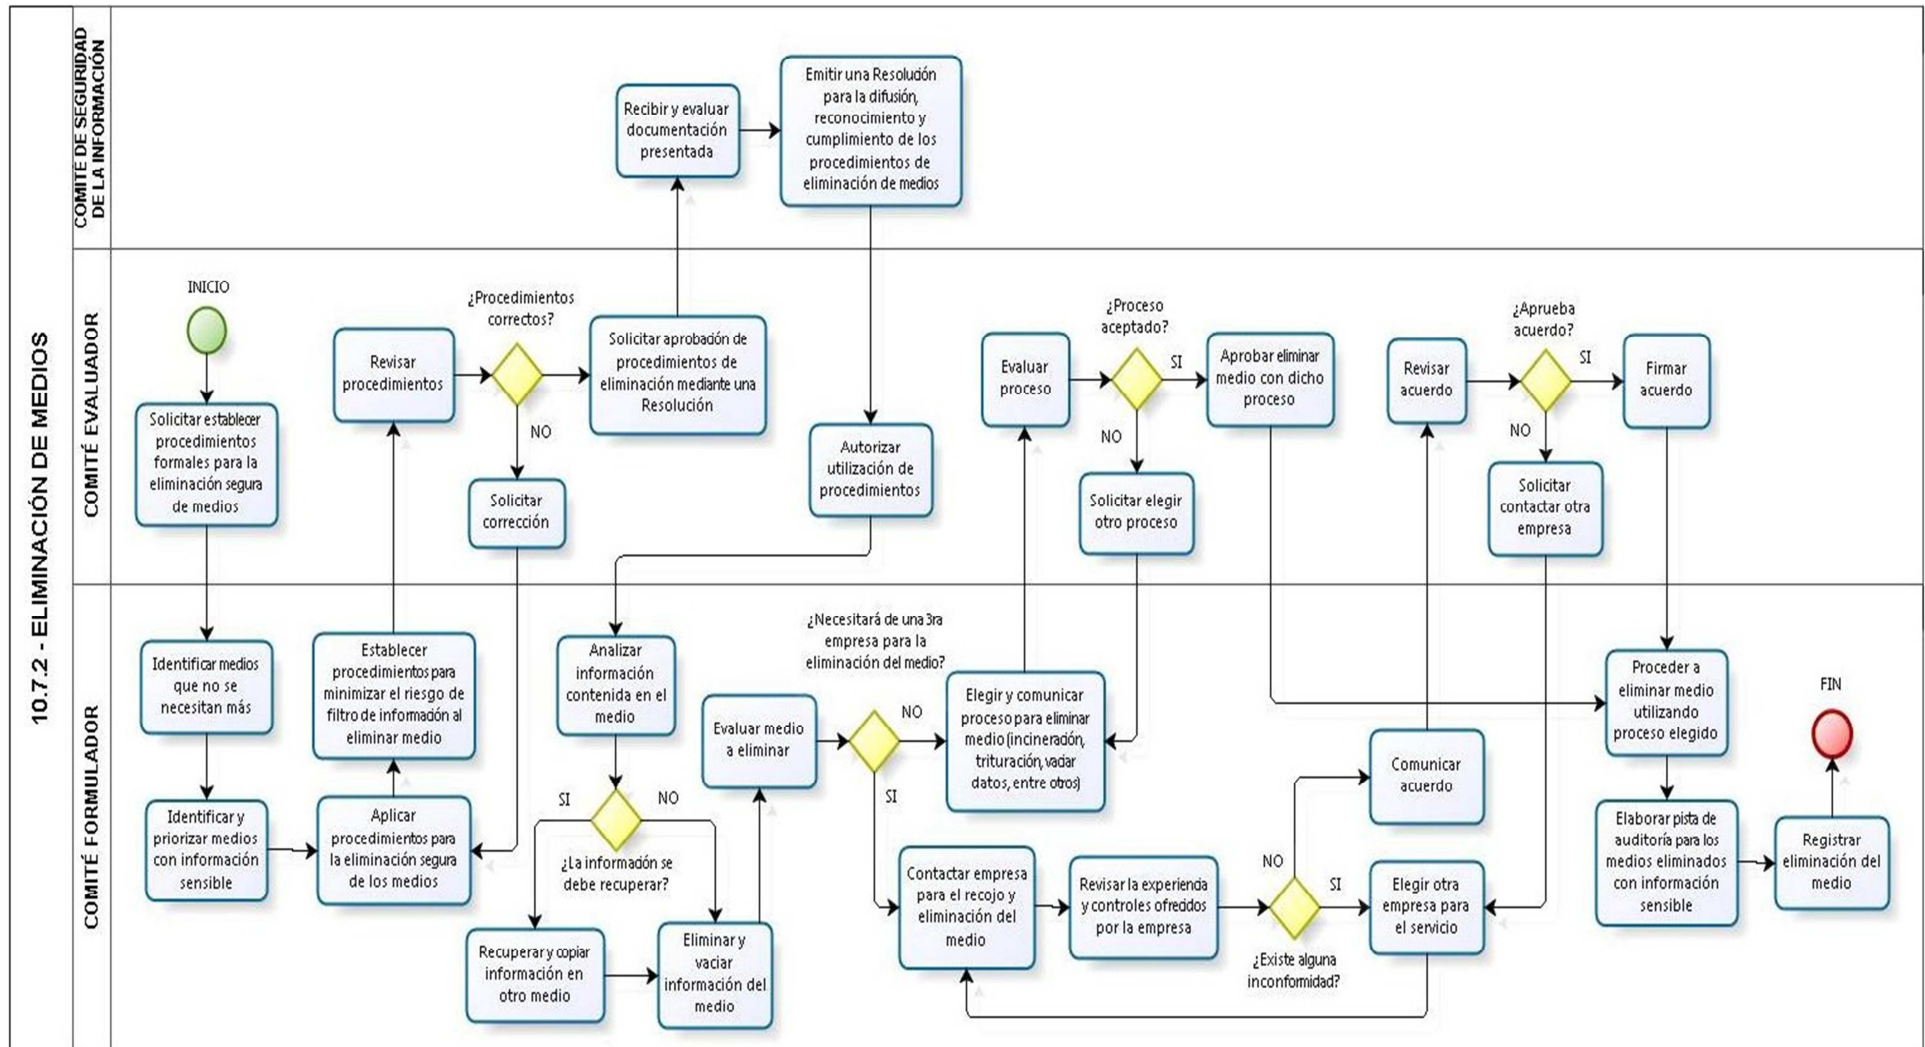 10.7.2 - ELIMINACIÓN DE MEDIOS
COMITÉ DE SEGURIDAD
DE LA INFORMACIÓN
Recibir y evaluar
documentación
presentada
Emitir una Resolución
para la difusión,
reconocimiento y
cumplimiento de los
procedimientos de
eliminación de medios
COMITÉ EVALUADOR
INICIO
Solicitar establecer
procedimientos
formales para la
eliminación segura
de medios
Revisar
procedimientos
¿Procedimientos
correctos?
NO
Solicitar
corrección
Solicitar aprobación de
procedimientos de
eliminación mediante una
Resolución
Autorizar
utilización de
procedimientos
Evaluar
proceso
¿Proceso
aceptado?
SI
NO
Aprobar eliminar
medio con dicho
proceso
Solicitar elegir
otro proceso
Revisar
acuerdo
¿Aprueba
acuerdo?
SI
NO
Firmar
acuerdo
Solicitar
contactar otra
empresa
COMITÉ FORMULADOR
Identificar medios
que no se
necesitan más
Identificar y
priorizar medios
con información
sensible
Establecer
procedimientos para
minimizar el riesgo de
filtro de información al
eliminar medio
Aplicar
procedimientos para
la eliminación segura
de los medios
Analizar
información
contenida en el
medio
SI
NO
¿La información se
debe recuperar?
Recuperar y copiar
información en
otro medio
Eliminar y
vaciar
información del
medio
Evaluar medio
a eliminar
¿Necesitará de una 3ra
empresa para la
eliminación del medio?
NO
SI
Elegir y comunicar
proceso para eliminar
medio (incineración,
trituración, vaciar
datos, entre otros)
Contactar empresa
para el recojo y
eliminación del
medio
Revisar la experiencia
y controles ofrecidos
por la empresa
NO
SI
¿Existe alguna
inconformidad?
Comunicar
acuerdo
Elegir otra
empresa para
el servicio
Proceder a
eliminar medio
utilizando
proceso elegido
Elaborar pista de
auditoría para los
medios eliminados
con información
sensible
FIN
Registrar
eliminación del
medio